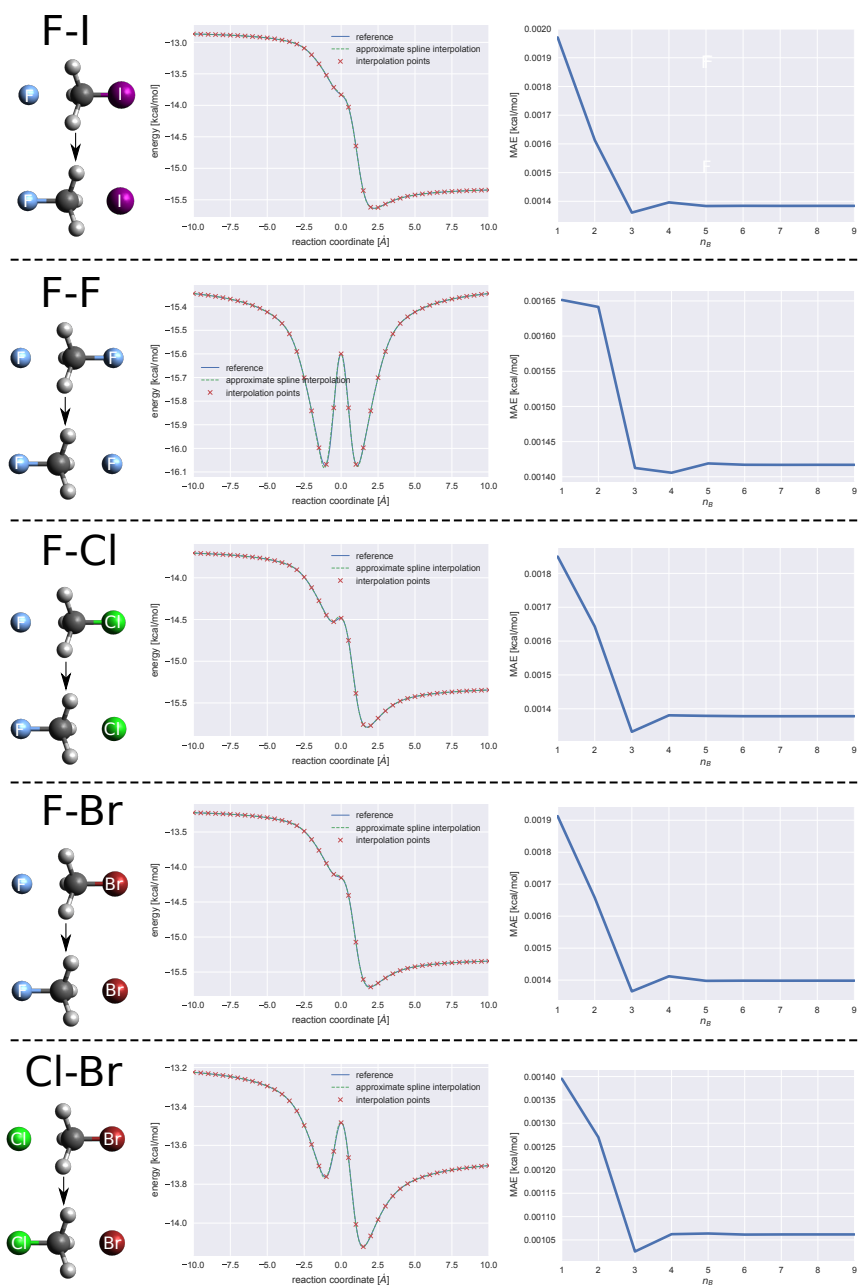 F-I
F
I
F
I
energy [kcal/mol]
−13.0
−13.5
−14.0
−14.5
−15.0
−15.5
reference
approximate spline interpolation
interpolation points
−10.0 −7.5 −5.0 −2.5 0.0 2.5 5.0 7.5 10.0
reaction coordinate [Å]
MAE [kcal/mol]
0.0020
0.0019
0.0018
0.0017
0.0016
0.0015
0.0014
F
F
1 2 3 4 5 6 7 8 9
n_B
F-F
F
F
F
F
energy [kcal/mol]
−15.4
−15.5
−15.6
−15.7
−15.8
−15.9
−16.0
−16.1
reference
approximate spline interpolation
interpolation points
−10.0 −7.5 −5.0 −2.5 0.0 2.5 5.0 7.5 10.0
reaction coordinate [Å]
MAE [kcal/mol]
0.00165
0.00160
0.00155
0.00150
0.00145
0.00140
1 2 3 4 5 6 7 8 9
n_B
F-Cl
F
Cl
F
Cl
energy [kcal/mol]
−14.0
−14.5
−15.0
−15.5
reference
approximate spline interpolation
interpolation points
−10.0 −7.5 −5.0 −2.5 0.0 2.5 5.0 7.5 10.0
reaction coordinate [Å]
MAE [kcal/mol]
0.0018
0.0017
0.0016
0.0015
0.0014
1 2 3 4 5 6 7 8 9
n_B
F-Br
F
Br
F
Br
energy [kcal/mol]
−13.5
−14.0
−14.5
−15.0
−15.5
reference
approximate spline interpolation
interpolation points
−10.0 −7.5 −5.0 −2.5 0.0 2.5 5.0 7.5 10.0
reaction coordinate [Å]
MAE [kcal/mol]
0.0019
0.0018
0.0017
0.0016
0.0015
0.0014
1 2 3 4 5 6 7 8 9
n_B
Cl-Br
Cl
Br
Cl
Br
energy [kcal/mol]
−13.2
−13.4
−13.6
−13.8
−14.0
reference
approximate spline interpolation
interpolation points
−10.0 −7.5 −5.0 −2.5 0.0 2.5 5.0 7.5 10.0
reaction coordinate [Å]
MAE [kcal/mol]
0.00140
0.00135
0.00130
0.00125
0.00120
0.00115
0.00110
0.00105
1 2 3 4 5 6 7 8 9
n_B